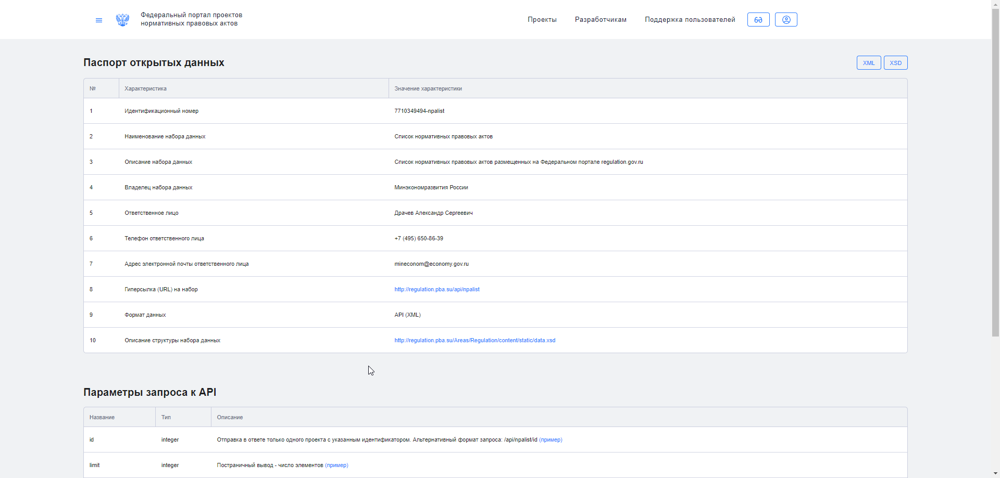 Федеральный портал проектов
нормативных правовых актов
Проекты
Разработчикам
Поддержка пользователей
Паспорт открытых данных
XML
XSD
№ Характеристика Значение характеристики
1 Идентификационный номер 7710349494-npalist
2 Наименование набора данных Список нормативных правовых актов
3 Описание набора данных Список нормативных правовых актов размещенных на Федеральном портале regulation.gov.ru
4 Владелец набора данных Минэкономразвития России
5 Ответственное лицо Драчев Александр Сергеевич
6 Телефон ответственного лица +7 (495) 650-86-39
7 Адрес электронной почты ответственного лица mineconom@economy.gov.ru
8 Гиперсылка (URL) на набор http://regulation.pba.su/api/npalist
9 Формат данных API (XML)
10 Описание структуры набора данных http://regulation.pba.su/Areas/Regulation/content/static/data.xsd
Параметры запроса к API
Название Тип Описание
id integer Отправка в ответе только одного проекта с указанным идентификатором. Альтернативный формат запроса: /api/npalist/id (пример)
limit integer Постраничный вывод - число элементов (пример)